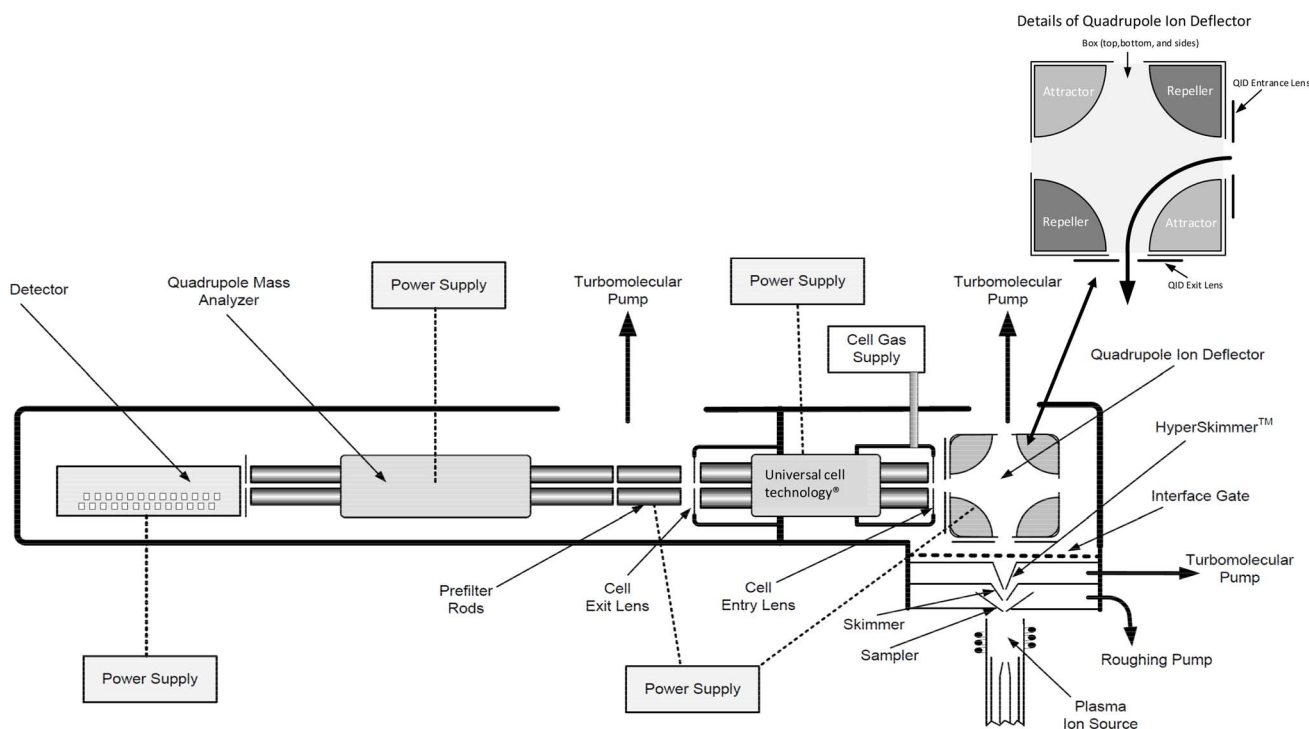 Details of Quadrupole Ion Deflector
Box (top,bottom, and sides)
Attractor
Repeller
QID Entrance Lens
Repeller
Attractor
QID Exit Lens
Detector
Quadrupole Mass
Analyzer
Power Supply
Turbomolecular
Pump
Power Supply
Cell Gas
Supply
Turbomolecular
Pump
Quadrupole Ion Deflector
HyperSkimmer™
Interface Gate
Universal cell
technology®
Turbomolecular
Pump
Prefilter
Rods
Cell
Exit Lens
Cell
Entry Lens
Skimmer
Sampler
Roughing Pump
Power Supply
Power Supply
Plasma
Ion Source